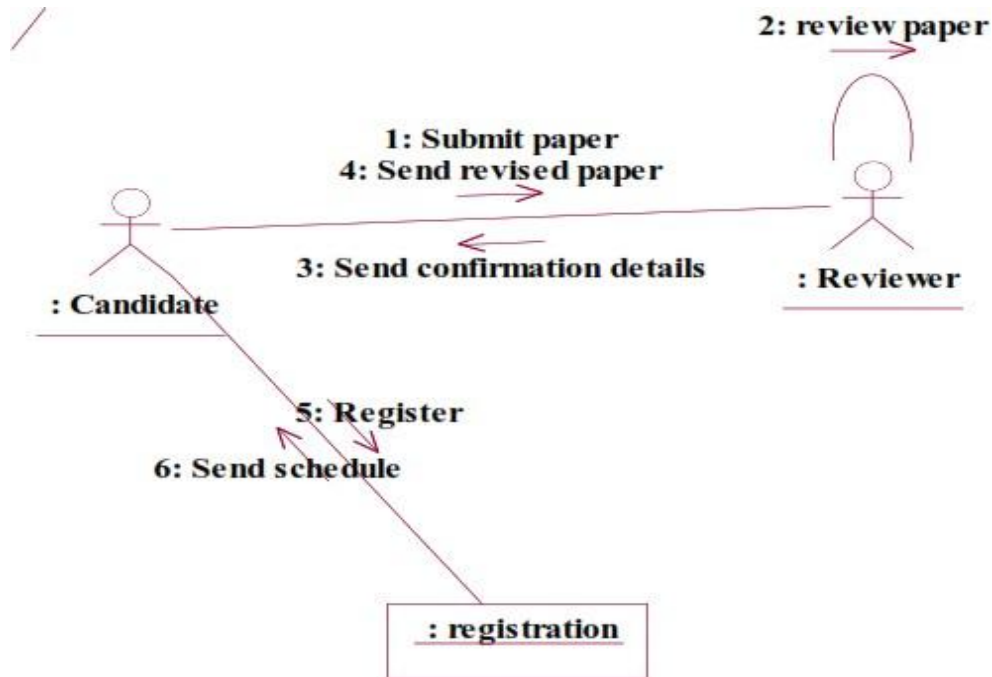 2: review paper
1: Submit paper
4: Send revised paper
3: Send confirmation details
: Candidate
: Reviewer
5: Register
6: Send schedule
: registration